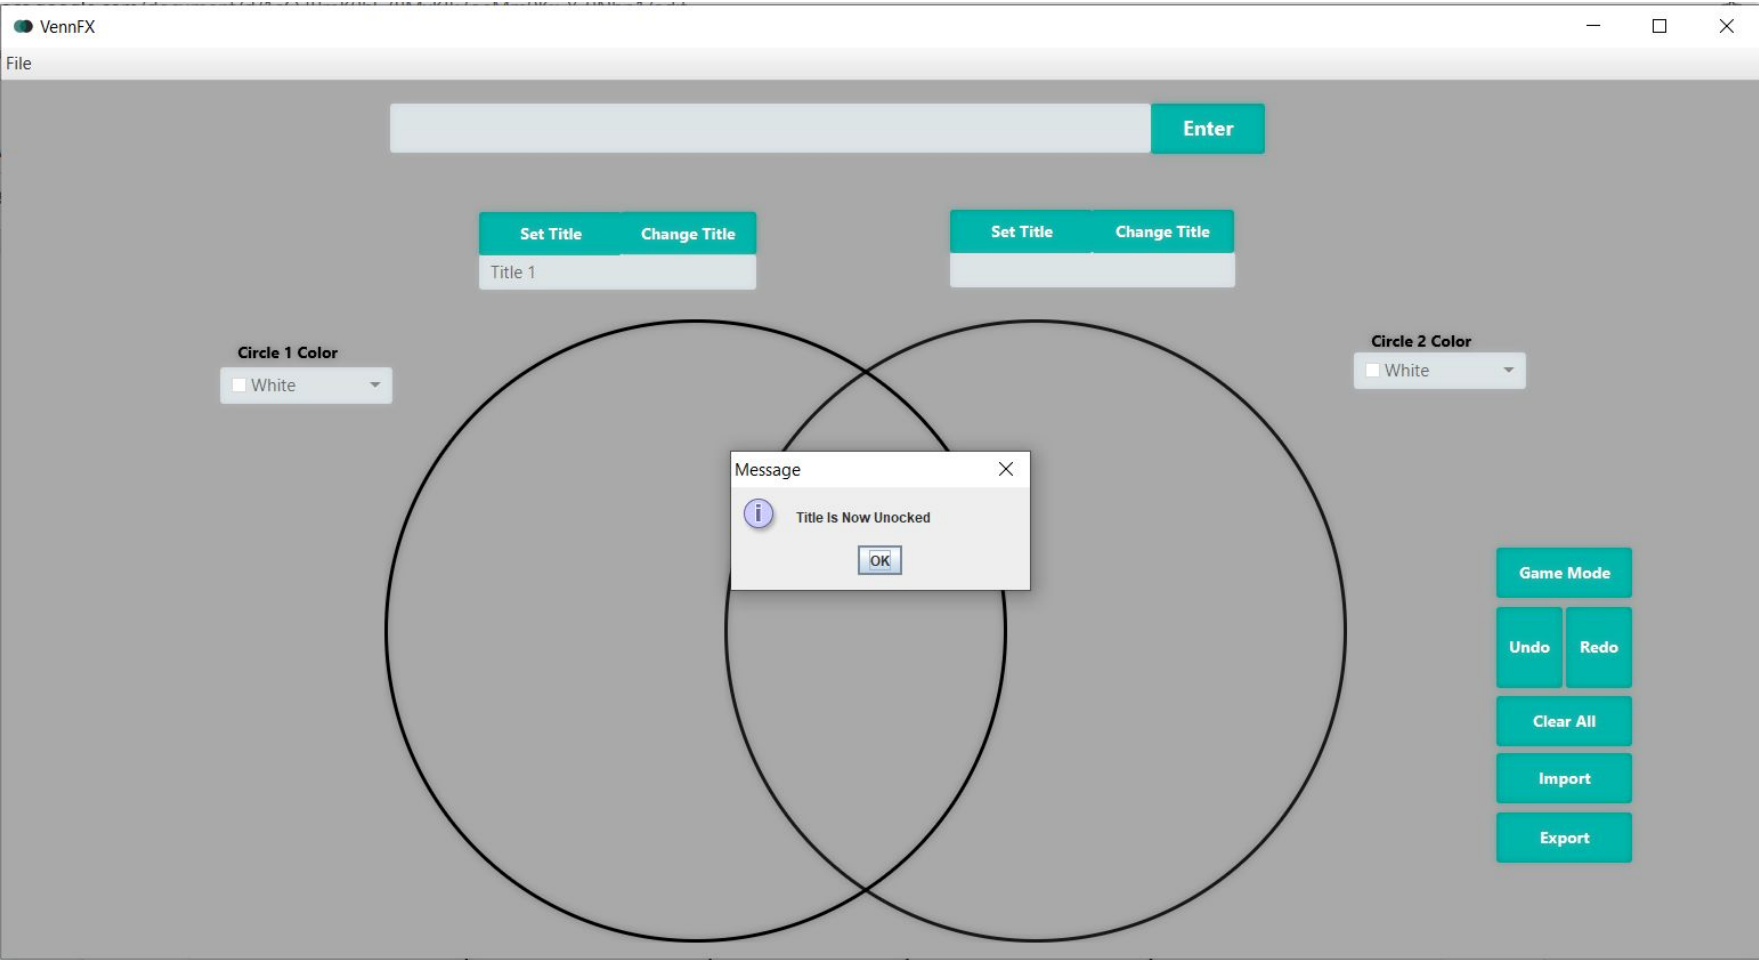 VennFX
File
Enter
Set Title Change Title
Set Title Change Title
Title 1
Circle 1 Color
White
Circle 2 Color
White
Message
i
Title Is Now Unocked
OK
Game Mode
Undo Redo
Clear All
Import
Export